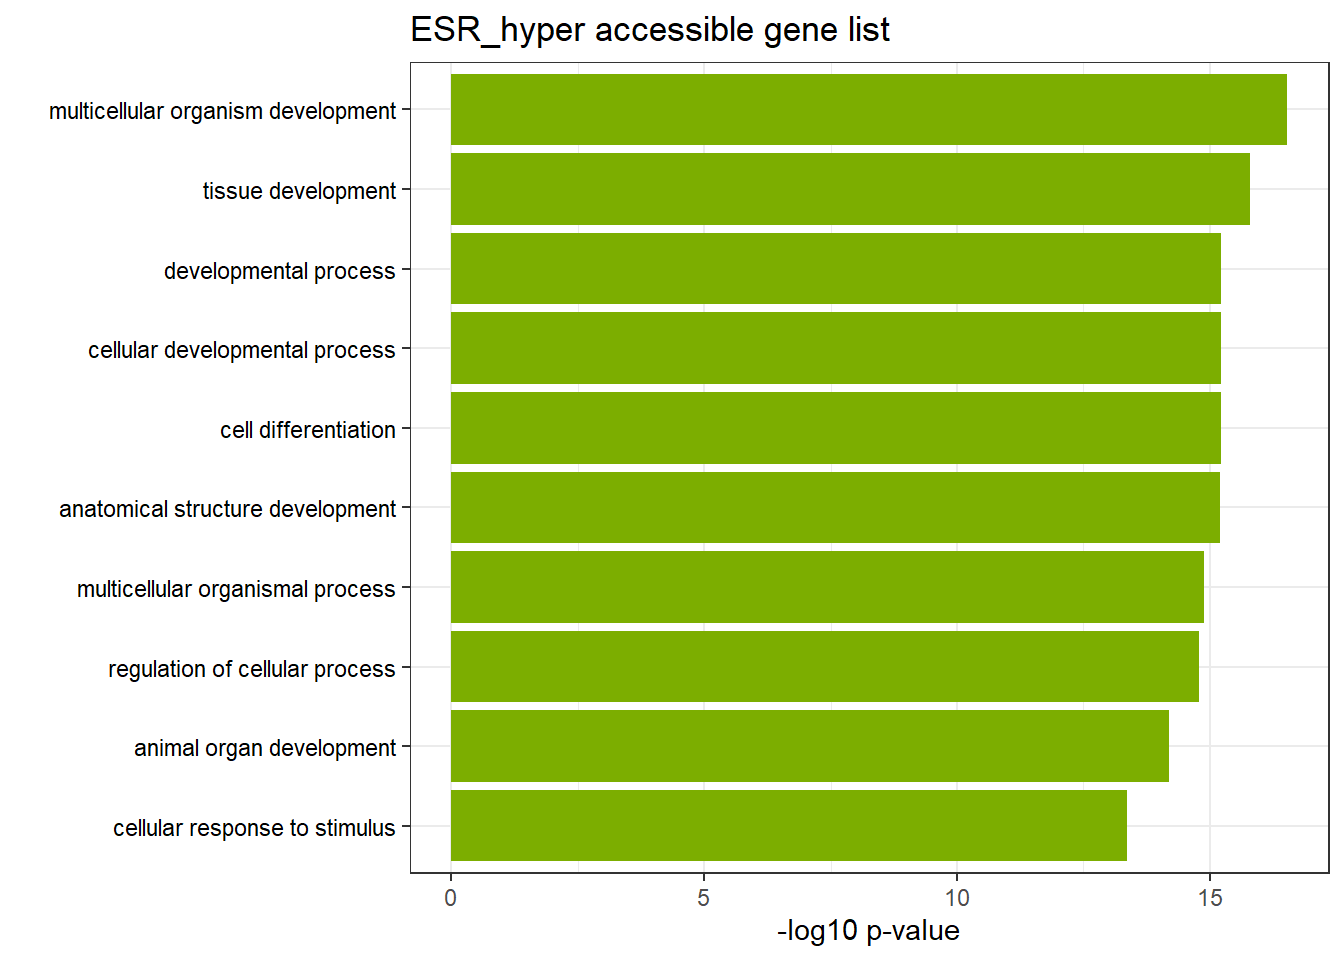 ESR_hyper accessible gene list
multicellular organism development
tissue development
developmental process
cellular developmental process
cell differentiation
anatomical structure development
multicellular organismal process
regulation of cellular process
animal organ development
cellular response to stimulus
0 5 10 15
-log10 p-value